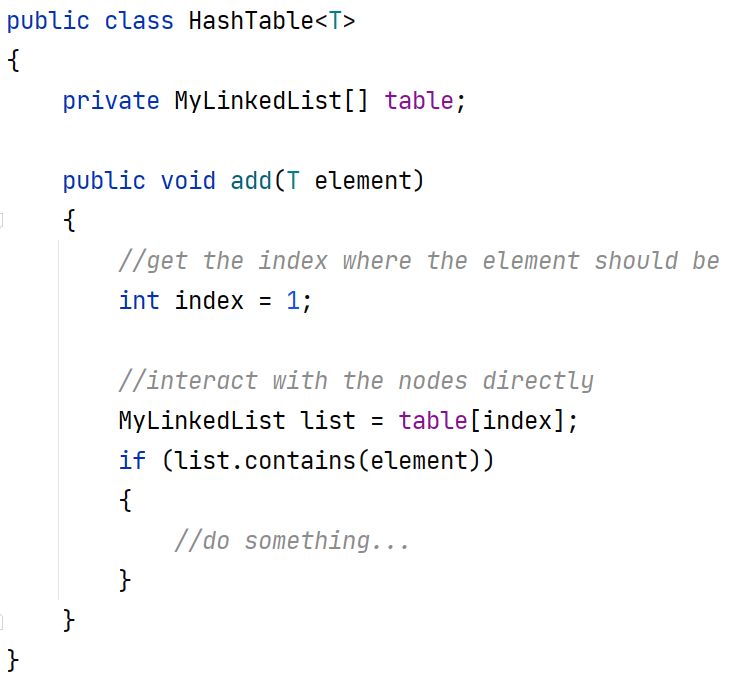 public class HashTable<T>
{
    private MyLinkedList[] table;

    public void add(T element)
    {
        //get the index where the element should be
        int index = 1;

        //interact with the nodes directly
        MyLinkedList list = table[index];
        if (list.contains(element))
        {
            //do something...
        }
    }
}